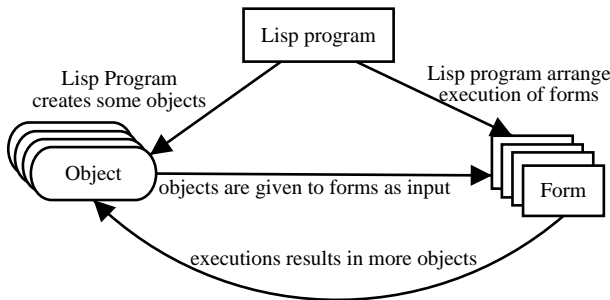 Lisp program
Lisp Program
creates some objects
Lisp program arrange
execution of forms
Object
objects are given to forms as input
Form
executions results in more objects